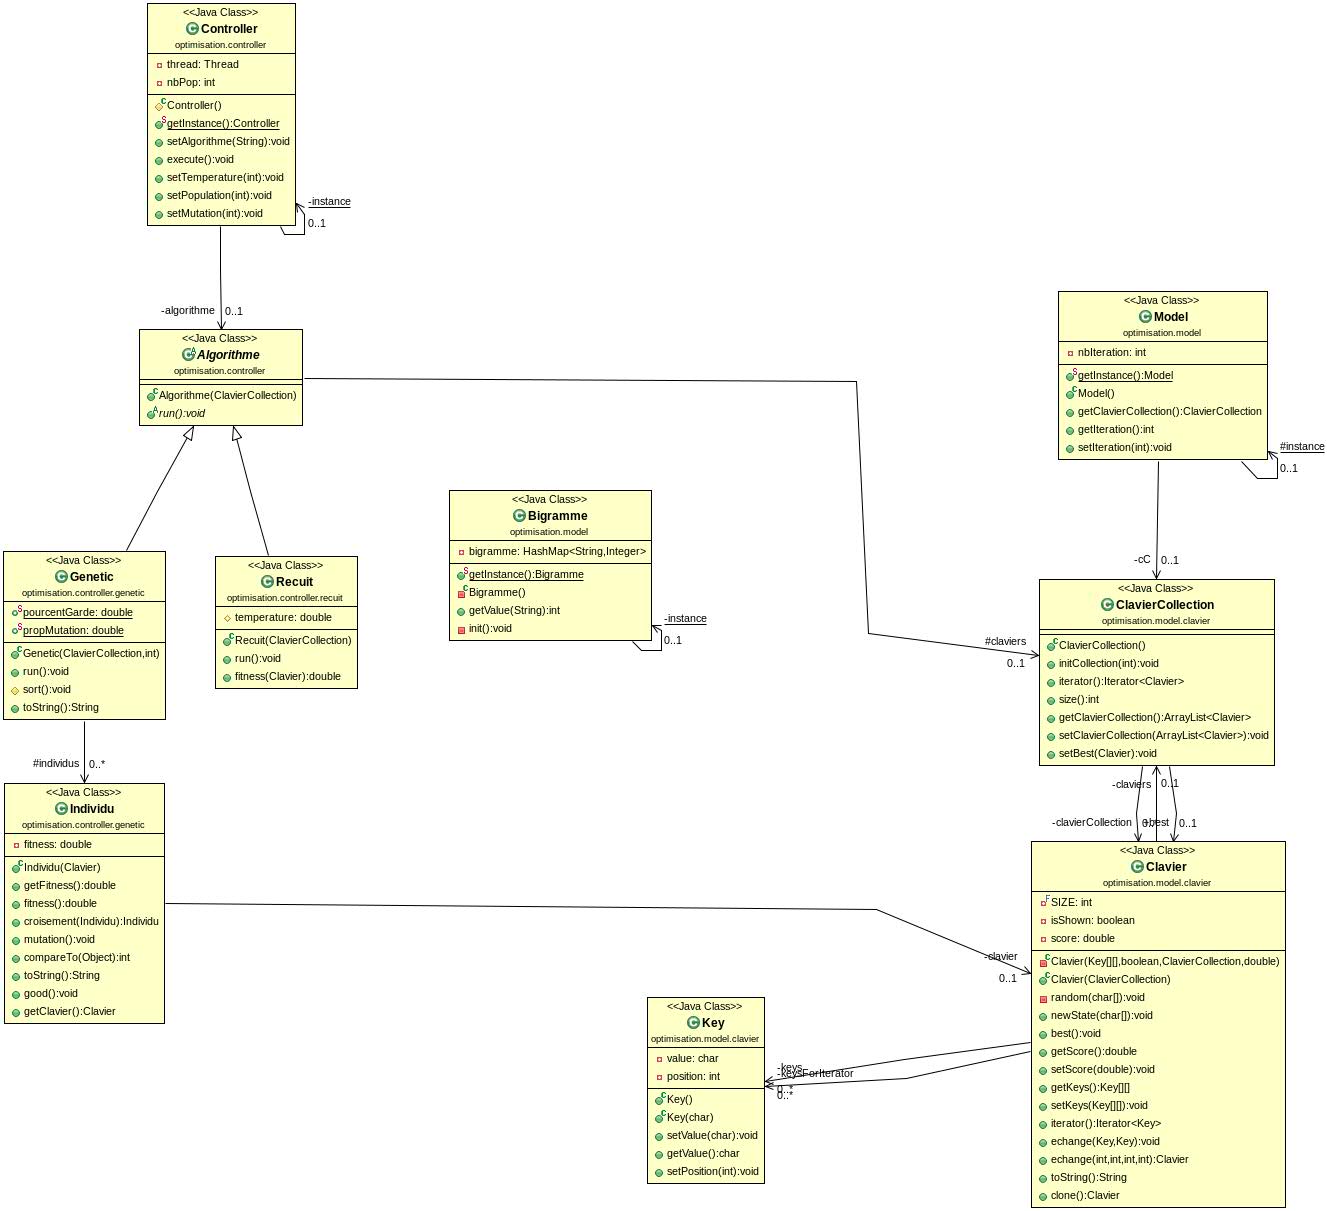 <<Java Class>>
Controller
optimisation.controller
thread: Thread
nbPop: int
Controller()
getInstance():Controller
setAlgorithme(String):void
execute():void
setTemperature(int):void
setPopulation(int):void
setMutation(int):void
-instance
0..1
-algorithme
0..1
<<Java Class>>
Algorithme
optimisation.controller
Algorithme(ClavierCollection)
run():void
<<Java Class>>
Model
optimisation.model
nbIteration: int
getInstance():Model
Model()
getClavierCollection():ClavierCollection
getIteration():int
setIteration(int):void
#instance
0..1
-cC
0..1
<<Java Class>>
Bigramme
optimisation.model
bigramme: HashMap<String,Integer>
getInstance():Bigramme
Bigramme()
getValue(String):int
init():void
-instance
0..1
<<Java Class>>
Genetic
optimisation.controller.genetic
pourcentGarde: double
propMutation: double
Genetic(ClavierCollection,int)
run():void
sort():void
toString():String
<<Java Class>>
Recuit
optimisation.controller.recuit
temperature: double
Recuit(ClavierCollection)
run():void
fitness(Clavier):double
#claviers
0..1
<<Java Class>>
ClavierCollection
optimisation.model.clavier
ClavierCollection()
initCollection(int):void
iterator():Iterator<Clavier>
size():int
getClavierCollection():ArrayList<Clavier>
setClavierCollection(ArrayList<Clavier>):void
setBest(Clavier):void
#individus
0..*
-claviers
0..1
-clavierCollection
best
0..1
<<Java Class>>
Individu
optimisation.controller.genetic
fitness: double
Individu(Clavier)
getFitness():double
fitness():double
croisement(Individu):Individu
mutation():void
compareTo(Object):int
toString():String
good():void
getClavier():Clavier
-clavier
0..1
<<Java Class>>
Clavier
optimisation.model.clavier
SIZE: int
isShown: boolean
score: double
Clavier(Key[][],boolean,ClavierCollection,double)
Clavier(ClavierCollection)
random(char[]):void
newState(char[]):void
best():void
getScore():double
setScore(double):void
getKeys():Key[][]
setKeys(Key[][]):void
iterator():Iterator<Key>
echange(Key,Key):void
echange(int,int,int,int):Clavier
toString():String
clone():Clavier
<<Java Class>>
Key
optimisation.model.clavier
value: char
position: int
Key()
Key(char)
setValue(char):void
getValue():char
setPosition(int):void
-keys
-keysForIterator
0..*
0..*